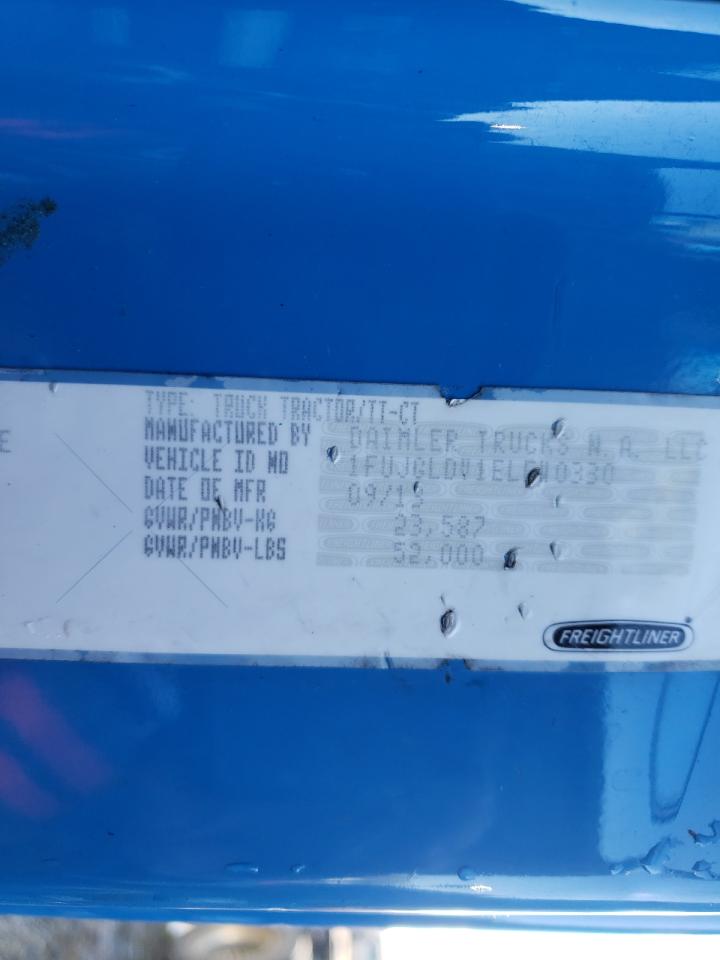 TYPE: TRUCK TRACTOR/TT-CT
MANUFACTURED BY DAIMLER TRUCKS N.A. LLC
VEHICLE ID NO
DATE OF MFR
GVWR/PNBV-KG 23,587
GVWR/PNBV-LBS 52,000
FREIGHTLINER